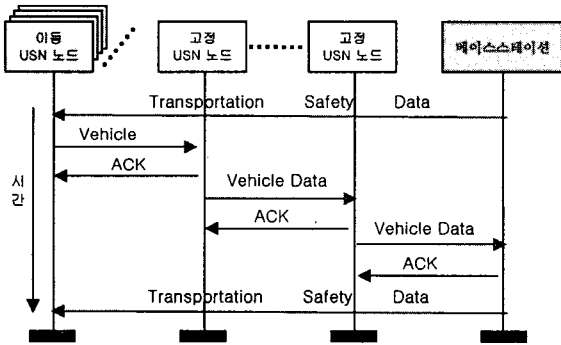 이동
USN 노드
고정
USN 노드
고정
USN 노드
베이스스테이션
Transportation Safety Data
Vehicle
ACK
Vehicle Data
ACK
Vehicle Data
ACK
Transportation Safety Data
시간